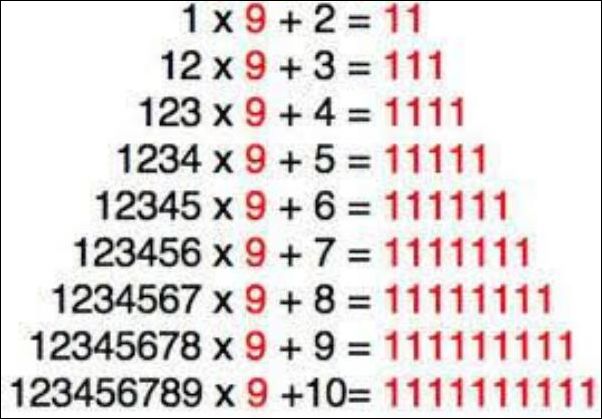 1 x 9 + 2 = 11
12 x 9 + 3 = 111
123 x 9 + 4 = 1111
1234 x 9 + 5 = 11111
12345 x 9 + 6 = 111111
123456 x 9 + 7 = 1111111
1234567 x 9 + 8 = 11111111
12345678 x 9 + 9 = 111111111
123456789 x 9 +10= 1111111111